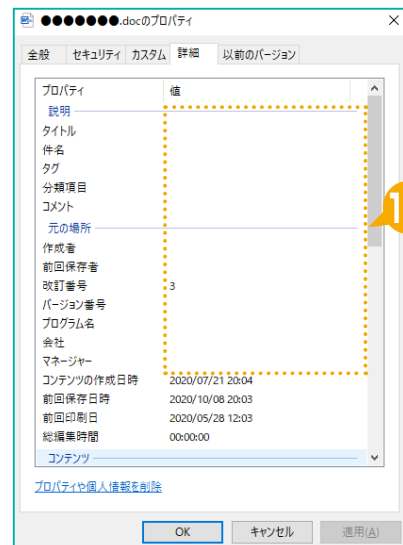 ●●●●●●●.docのプロパティ
全般 セキュリティ カスタム 詳細 以前のバージョン
プロパティ 値
説明
タイトル
件名
タグ
分類項目
コメント
元の場所
作成者
前回保存者
改訂番号 3
バージョン番号
プログラム名
会社
マネージャー
コンテンツの作成日時 2020/07/21 20:04
前回保存日時 2020/10/08 20:03
前回印刷日 2020/05/28 12:03
総編集時間 00:00:00
コンテンツ
プロパティや個人情報を削除
OK キャンセル 適用(A)
1